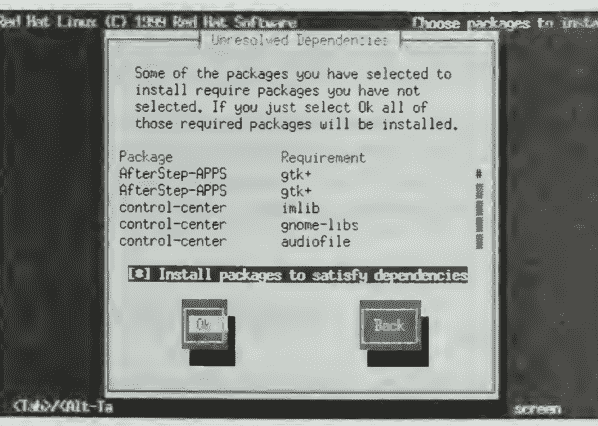 Red Hat Linux (C) 1999 Red Hat Software Choose packages to insta
Unresolved Dependencies
Some of the packages you have selected to
install require packages you have not
selected. If you just select Ok all of
those required packages will be installed.
Package Requirement
AfterStep-APPS gtk+ #
AfterStep-APPS gtk+
control-center imlib
control-center gnome-libs
control-center audiofile
[*] Install packages to satisfy dependencies
Ok Back
<Tab>/<Alt-Ta screen